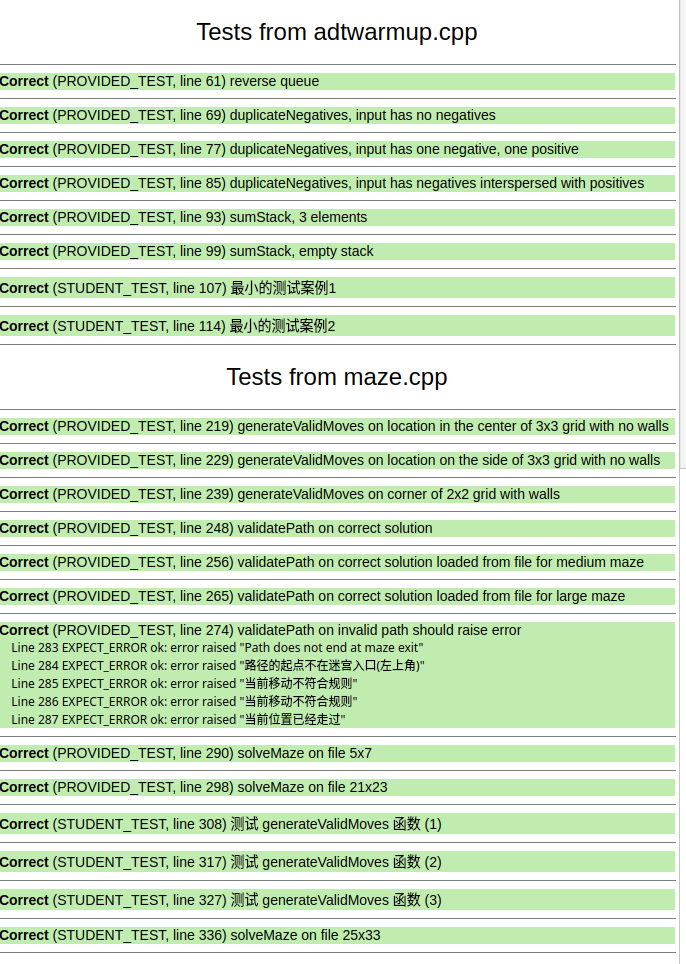 Tests from adtwarmup.cpp
Correct (PROVIDED_TEST, line 61) reverse queue
Correct (PROVIDED_TEST, line 69) duplicateNegatives, input has no negatives
Correct (PROVIDED_TEST, line 77) duplicateNegatives, input has one negative, one positive
Correct (PROVIDED_TEST, line 85) duplicateNegatives, input has negatives interspersed with positives
Correct (PROVIDED_TEST, line 93) sumStack, 3 elements
Correct (PROVIDED_TEST, line 99) sumStack, empty stack
Correct (STUDENT_TEST, line 107) 最小的测试案例1
Correct (STUDENT_TEST, line 114) 最小的测试案例2
Tests from maze.cpp
Correct (PROVIDED_TEST, line 219) generateValidMoves on location in the center of 3x3 grid with no walls
Correct (PROVIDED_TEST, line 229) generateValidMoves on location on the side of 3x3 grid with no walls
Correct (PROVIDED_TEST, line 239) generateValidMoves on corner of 2x2 grid with walls
Correct (PROVIDED_TEST, line 248) validatePath on correct solution
Correct (PROVIDED_TEST, line 256) validatePath on correct solution loaded from file for medium maze
Correct (PROVIDED_TEST, line 265) validatePath on correct solution loaded from file for large maze
Correct (PROVIDED_TEST, line 274) validatePath on invalid path should raise error
Line 283 EXPECT_ERROR ok: error raised "Path does not end at maze exit"
Line 284 EXPECT_ERROR ok: error raised "路径的起点不在迷宫入口(左上角)"
Line 285 EXPECT_ERROR ok: error raised "当前移动不符合规则"
Line 286 EXPECT_ERROR ok: error raised "当前移动不符合规则"
Line 287 EXPECT_ERROR ok: error raised "当前位置已经走过"
Correct (PROVIDED_TEST, line 290) solveMaze on file 5x7
Correct (PROVIDED_TEST, line 298) solveMaze on file 21x23
Correct (STUDENT_TEST, line 308) 测试 generateValidMoves 函数 (1)
Correct (STUDENT_TEST, line 317) 测试 generateValidMoves 函数 (2)
Correct (STUDENT_TEST, line 327) 测试 generateValidMoves 函数 (3)
Correct (STUDENT_TEST, line 336) solveMaze on file 25x33